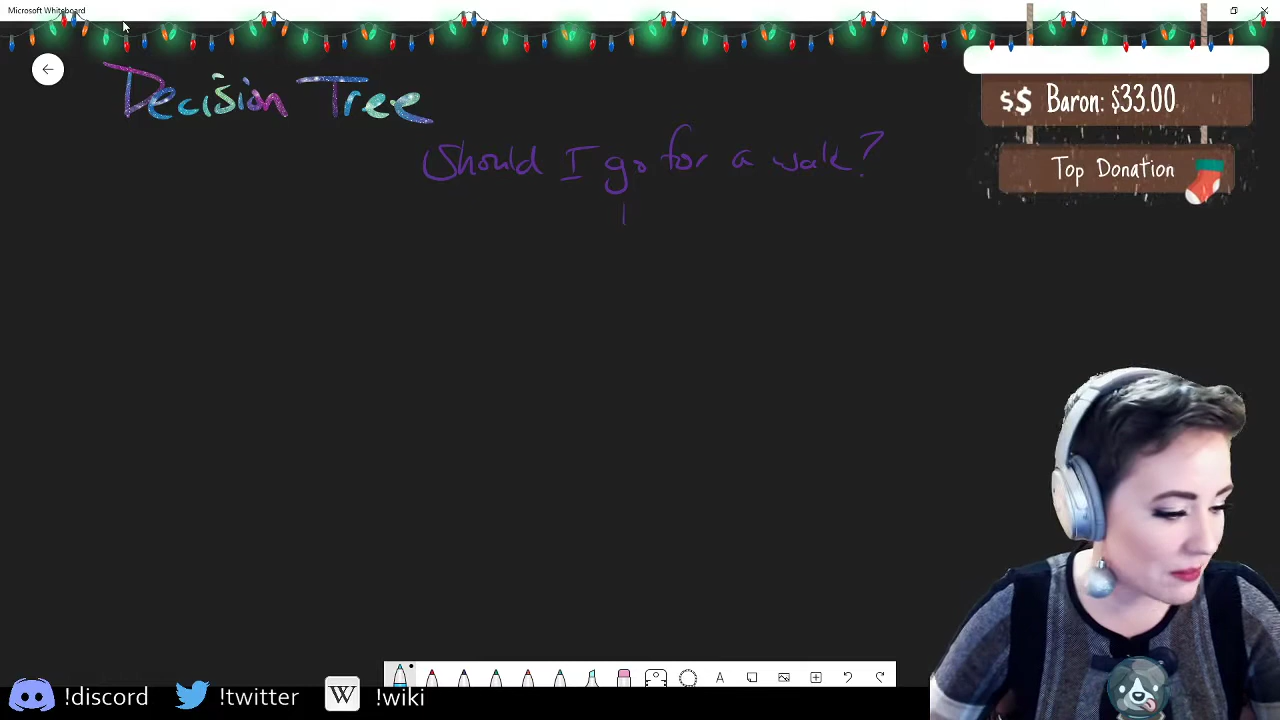 Microsoft Whiteboard
Decision Tree
Should I go for a walk?
$$ Baron: $33.00
Top Donation
A
!discord
!twitter
W !wiki